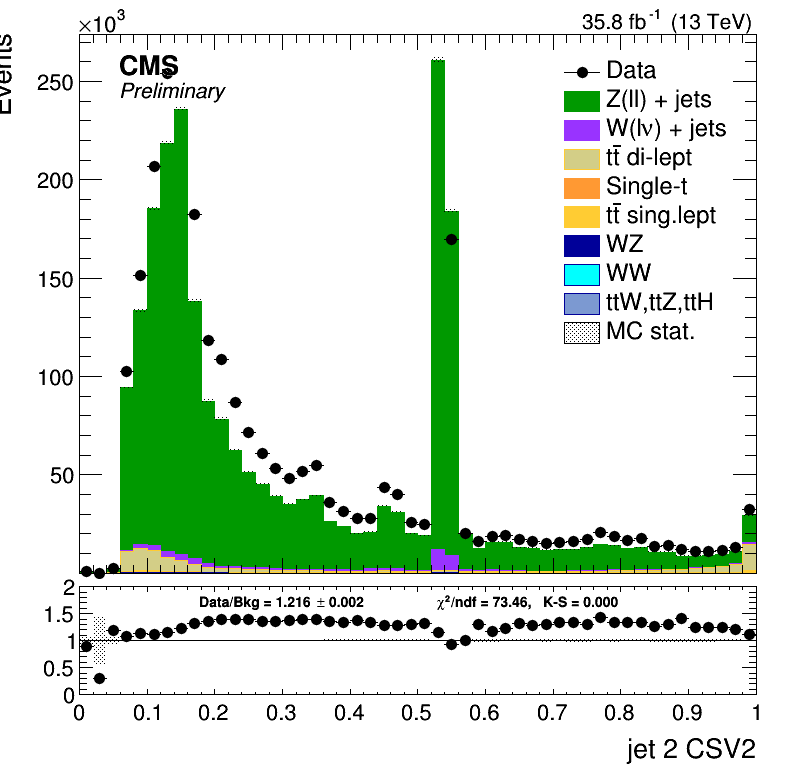 ×10³
35.8 fb⁻¹ (13 TeV)
Events
CMS
Preliminary
Data
Z(ll) + jets
W(lν) + jets
tt̄ di-lept
Single-t
tt̄ sing.lept
WZ
WW
ttW,ttZ,ttH
MC stat.
250
200
150
100
50
2
1.5
1
0.5
0
Data/Bkg = 1.216 ± 0.002
χ²/ndf = 73.46, K-S = 0.000
0 0.1 0.2 0.3 0.4 0.5 0.6 0.7 0.8 0.9 1
jet 2 CSV2